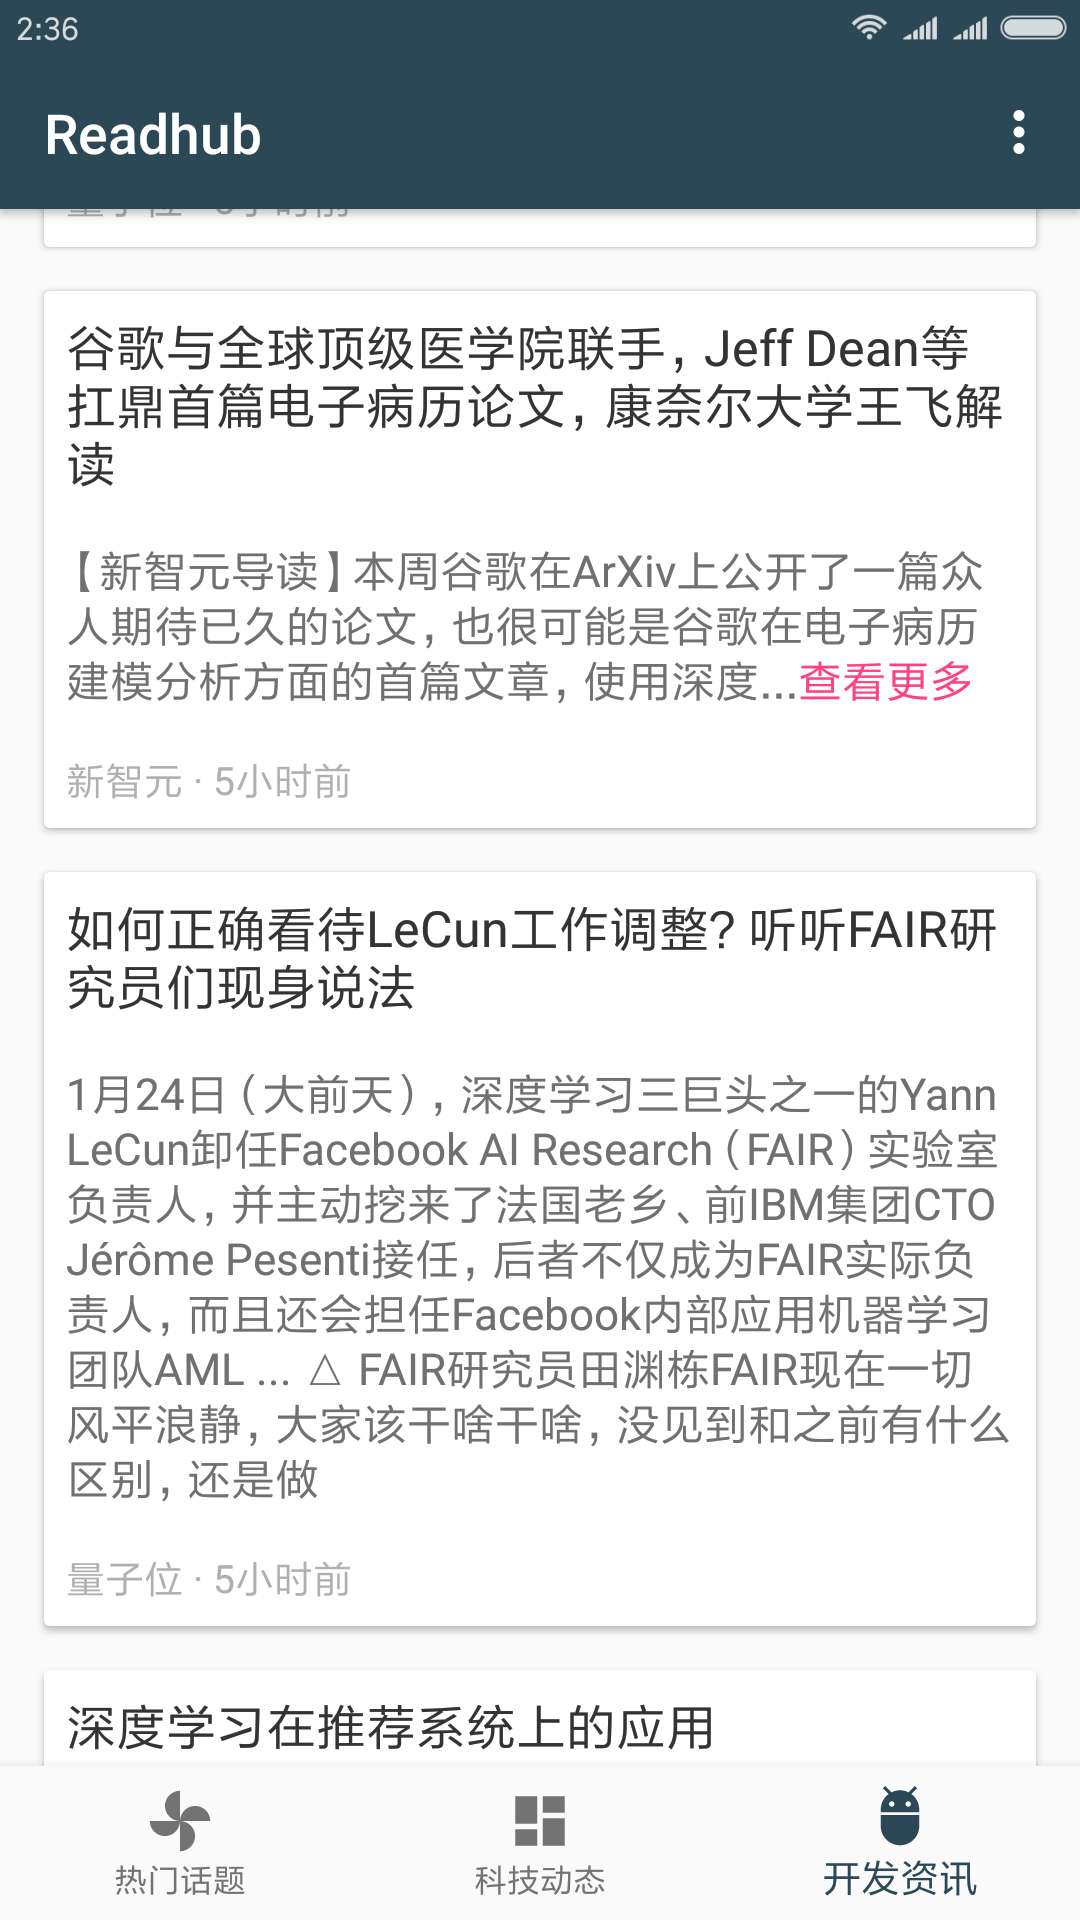 2:36
Readhub
谷歌与全球顶级医学院联手，Jeff Dean等
扛鼎首篇电子病历论文，康奈尔大学王飞解
读
【新智元导读】本周谷歌在ArXiv上公开了一篇众
人期待已久的论文，也很可能是谷歌在电子病历
建模分析方面的首篇文章，使用深度...查看更多
新智元 · 5小时前
如何正确看待LeCun工作调整？听听FAIR研
究员们现身说法
1月24日（大前天），深度学习三巨头之一的Yann
LeCun卸任Facebook AI Research（FAIR）实验室
负责人，并主动挖来了法国老乡、前IBM集团CTO
Jérôme Pesenti接任，后者不仅成为FAIR实际负
责人，而且还会担任Facebook内部应用机器学习
团队AML ... △ FAIR研究员田渊栋FAIR现在一切
风平浪静，大家该干啥干啥，没见到和之前有什么
区别，还是做
量子位 · 5小时前
深度学习在推荐系统上的应用
热门话题
科技动态
开发资讯